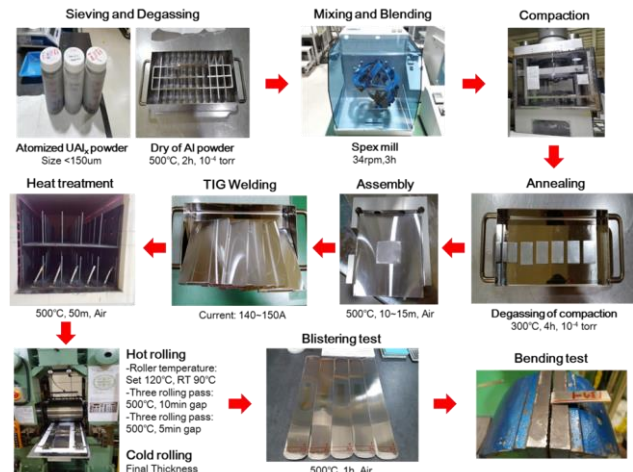 Sieving and Degassing
Mixing and Blending
Compaction
Atomized UAlx powder
Size <150um
Dry of Al powder
500℃, 2h, 10-4 torr
Spex mill
34rpm,3h
Heat treatment
TIG Welding
Assembly
Annealing
500℃, 50m, Air
Current: 140~150A
500℃, 10~15m, Air
Degassing of compaction
300℃, 4h, 10-4 torr
Hot rolling
-Roller temperature:
Set 120℃, RT 90℃
-Three rolling pass:
500℃, 10min gap
-Three rolling pass:
500℃, 5min gap
Cold rolling
Final Thickness
Blistering test
500℃, 1h, Air
Bending test